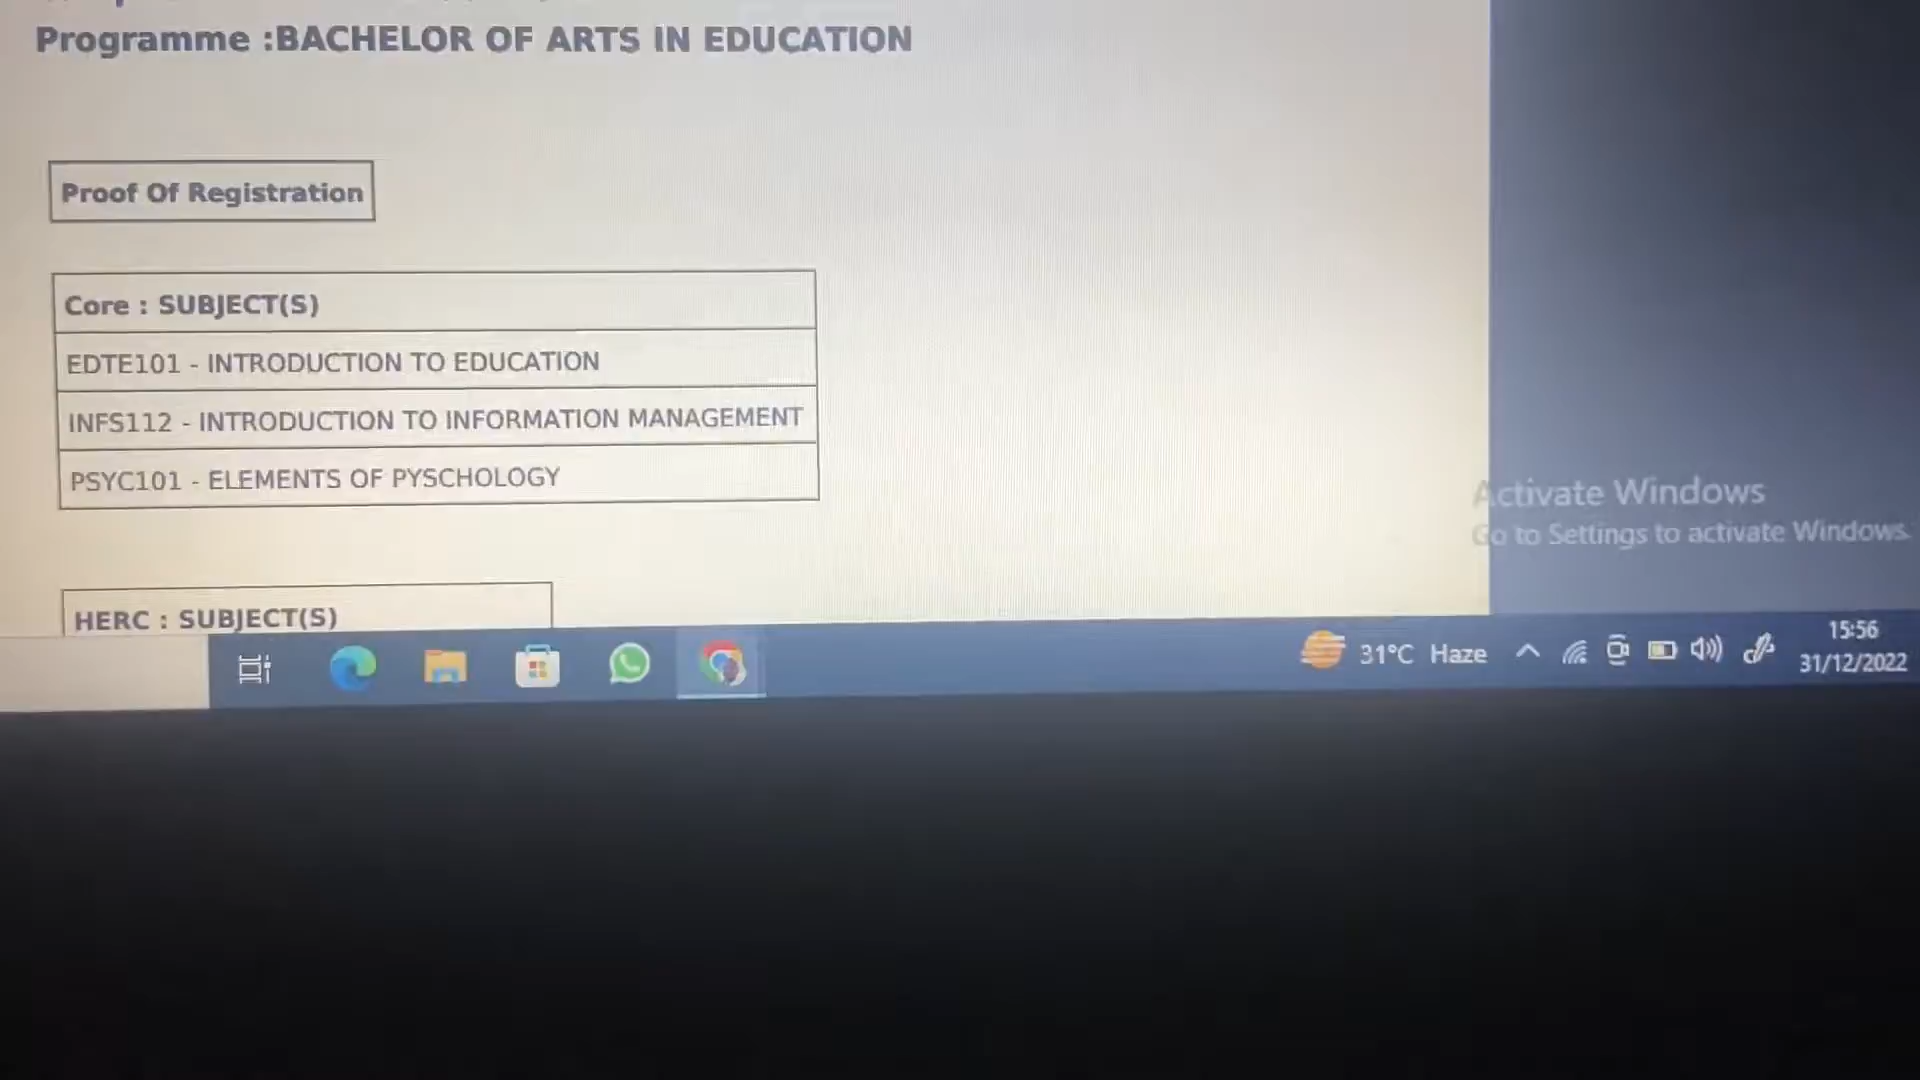 Programme :BACHELOR OF ARTS IN EDUCATION
Proof Of Registration
Core : SUBJECT(S)
EDTE101 - INTRODUCTION TO EDUCATION
INFS112 - INTRODUCTION TO INFORMATION MANAGEMENT
PSYC101 - ELEMENTS OF PYSCHOLOGY
HERC : SUBJECT(S)
Activate Windows
Go to Settings to activate Windows.
31°C Haze
15:56
31/12/2022